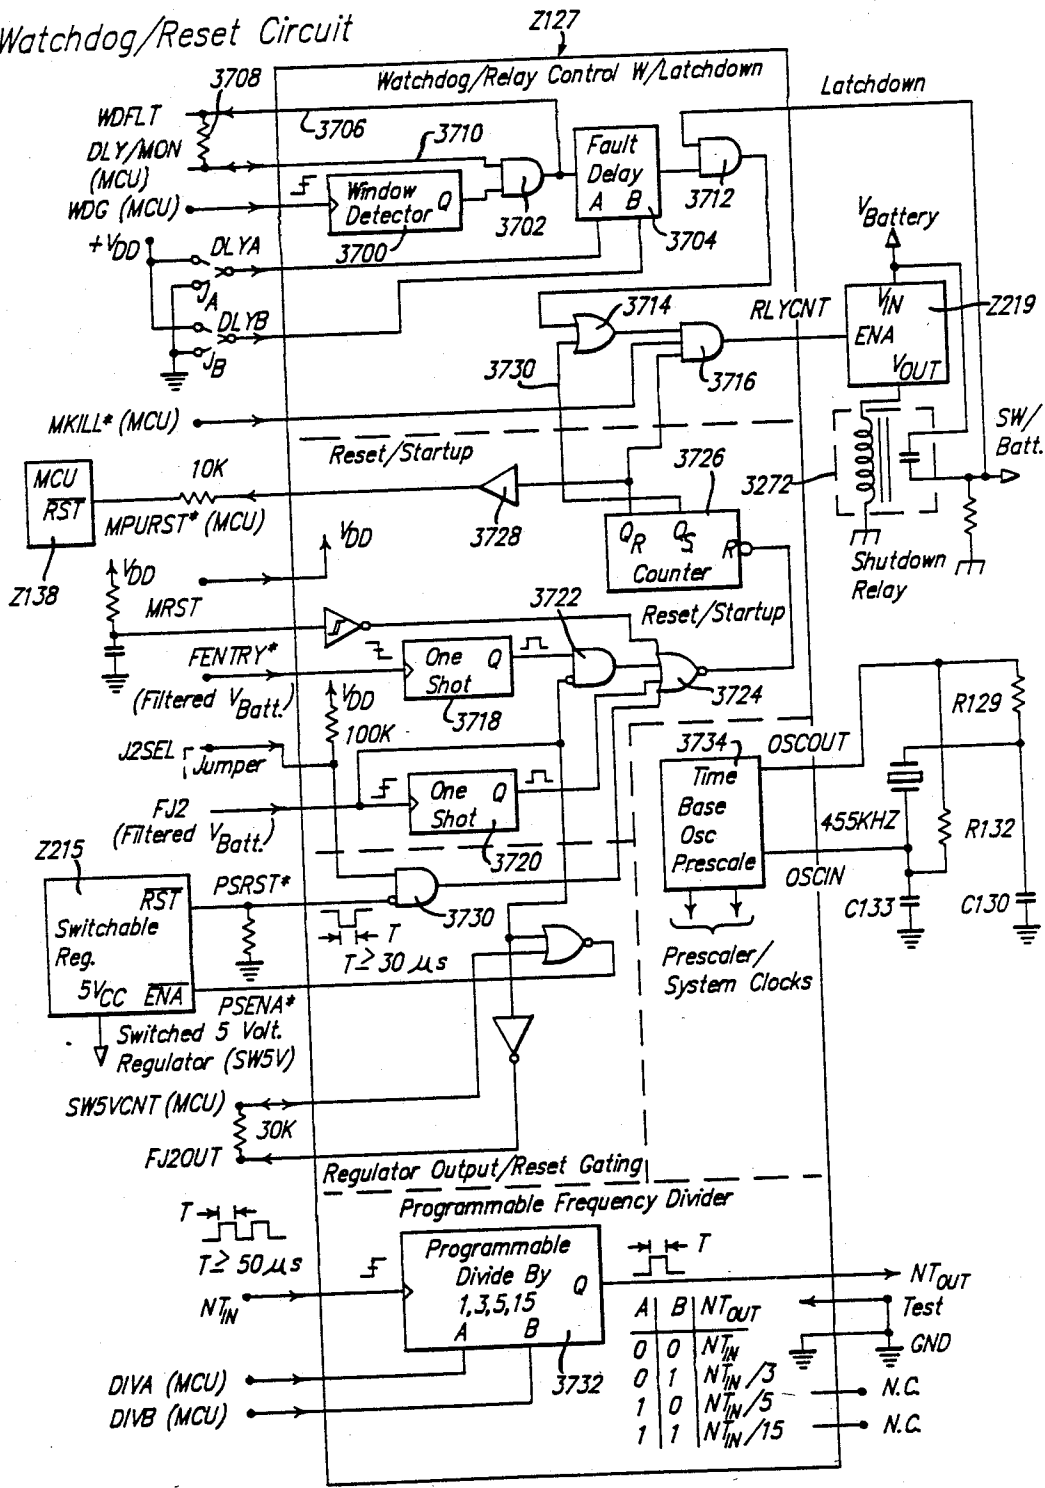 Watchdog/Reset Circuit
Z127
Watchdog/Relay Control W/Latchdown
Latchdown
3708
WDFLT
3706
DLY/MON
(MCU)
3710
Fault
Delay
A B
3712
WDG (MCU)
Window
Detector
Q
3700
3702
3704
+VDD
DLYA
JA
DLYB
JB
VBattery
3714
RLYCNT
VIN
ENA
VOUT
Z219
3730
3716
MKILL* (MCU)
Reset/Startup
3726
SW/
Batt.
MCU
RST
10K
MPURST* (MCU)
3728
3272
QR QS R
Counter
Shutdown
Relay
Z138
VDD
VDD
MRST
Reset/Startup
3722
FENTRY*
(Filtered VBatt.)
One
Shot
Q
3718
3724
VDD
100K
J2SEL
Jumper
3734
OSCOUT
R129
Time
Base
Osc
Prescale
FJ2
(Filtered VBatt.)
One
Shot
Q
3720
455KHZ
R132
Z215
PSRST*
RST
Switchable
Reg.
5VCC ENA
3730
OSCIN
C133
C130
T
T≥30µs
Prescaler/
System Clocks
PSENA*
Switched 5 Volt.
Regulator (SW5V)
SW5VCNT (MCU)
30K
FJ2OUT
Regulator Output/Reset Gating
Programmable Frequency Divider
T
T≥50µs
Programmable
Divide By
1,3,5,15
Q
A B
T
NTIN
NTOUT
Test
GND
A B NTOUT
0 0 NTIN
0 1 NTIN/3
1 0 NTIN/5
1 1 NTIN/15
3732
DIVA (MCU)
DIVB (MCU)
N.C.
N.C.